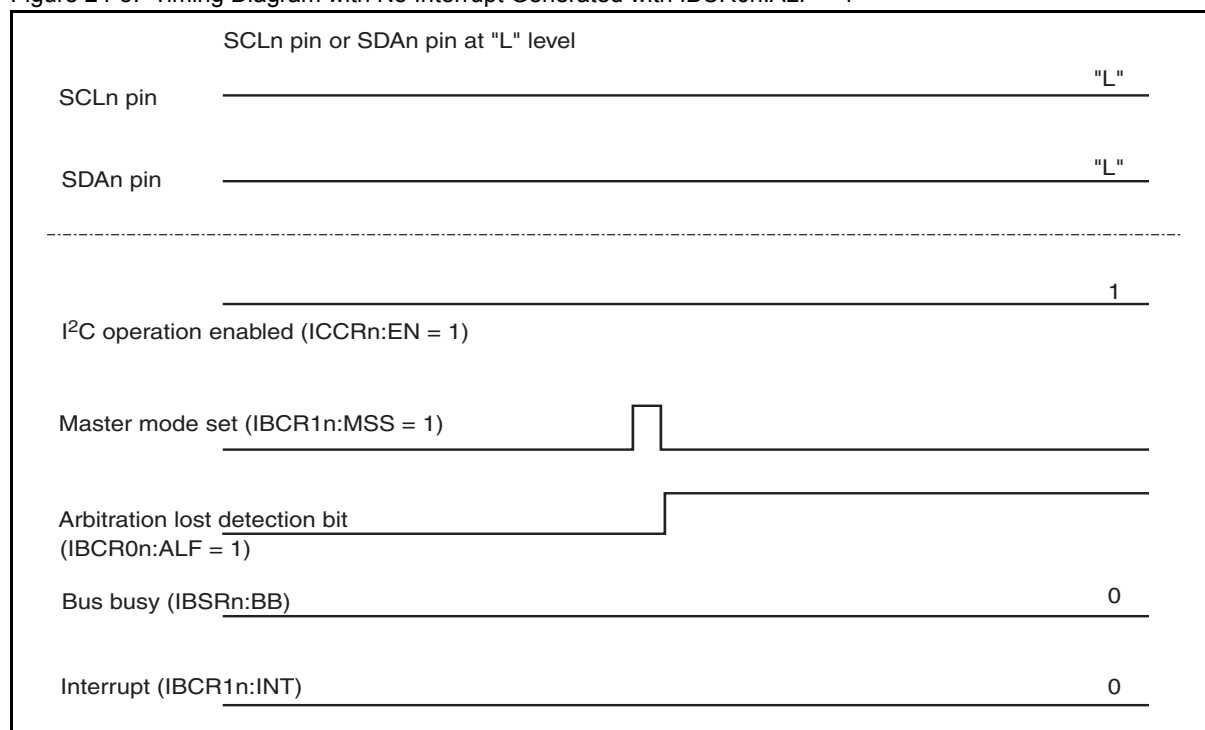 SCLn pin or SDAn pin at "L" level
"L"
SCLn pin
"L"
SDAn pin
1
I²C operation enabled (ICCRn:EN = 1)
Master mode set (IBCR1n:MSS = 1)
Arbitration lost detection bit
(IBCR0n:ALF = 1)
Bus busy (IBSRn:BB) 0
Interrupt (IBCR1n:INT) 0